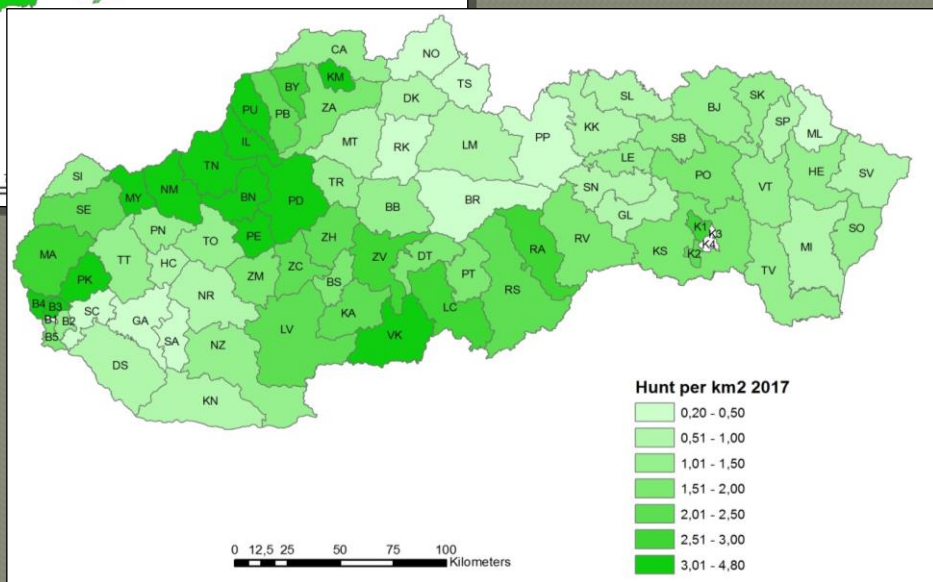 CA
NO
KM
TS
BY
PU
PB
ZA
DK
SL
SK
BJ
KK
SP
ML
IL
MT
RK
LM
PP
SB
LE
HE
SV
TN
SI
NM
MY
BN
PD
TR
BB
BR
SN
PO
VT
GL
SE
PN
TO
PE
ZH
ZV
DT
RA
RV
KS
K1
K3
K4
K2
MI
SO
TV
MA
TT
HC
PK
ZM
ZC
BS
PT
RS
NR
B4
B3
B1
B2
B5
SC
GA
SA
NZ
LV
KA
LC
VK
DS
KN
Hunt per km2 2017
0,20 - 0,50
0,51 - 1,00
1,01 - 1,50
1,51 - 2,00
2,01 - 2,50
2,51 - 3,00
3,01 - 4,80
0 12,5 25 50 75 100
Kilometers